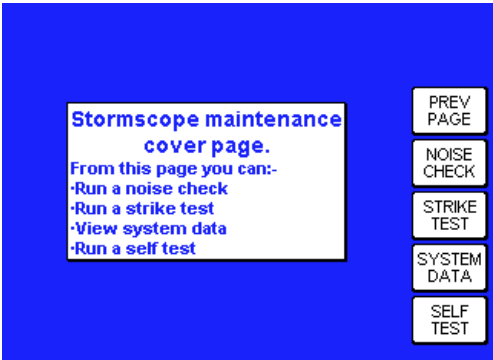 Stormscope maintenance
cover page.
From this page you can:-
·Run a noise check
·Run a strike test
·View system data
·Run a self test
PREV
PAGE
NOISE
CHECK
STRIKE
TEST
SYSTEM
DATA
SELF
TEST